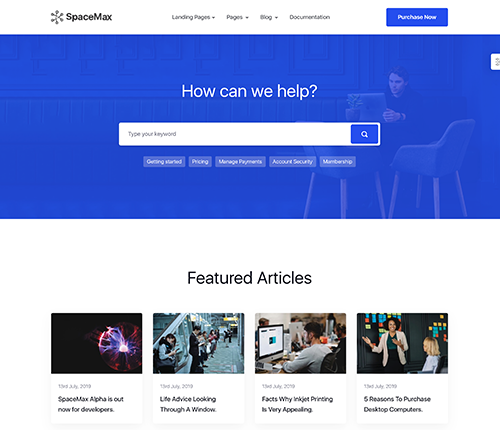 SpaceMax
Landing Pages Pages Blog Documentation
Purchase Now
How can we help?
Type your keyword
Getting started Pricing Manage Payments Account Security Mambership
Featured Articles
13rd July, 2019
SpaceMax Alpha is out
now for developers.
13rd July, 2019
Life Advice Looking
Through A Window.
13rd July, 2019
Facts Why Inkjet Printing
Is Very Appealing.
13rd July, 2019
5 Reasons To Purchase
Desktop Computers.